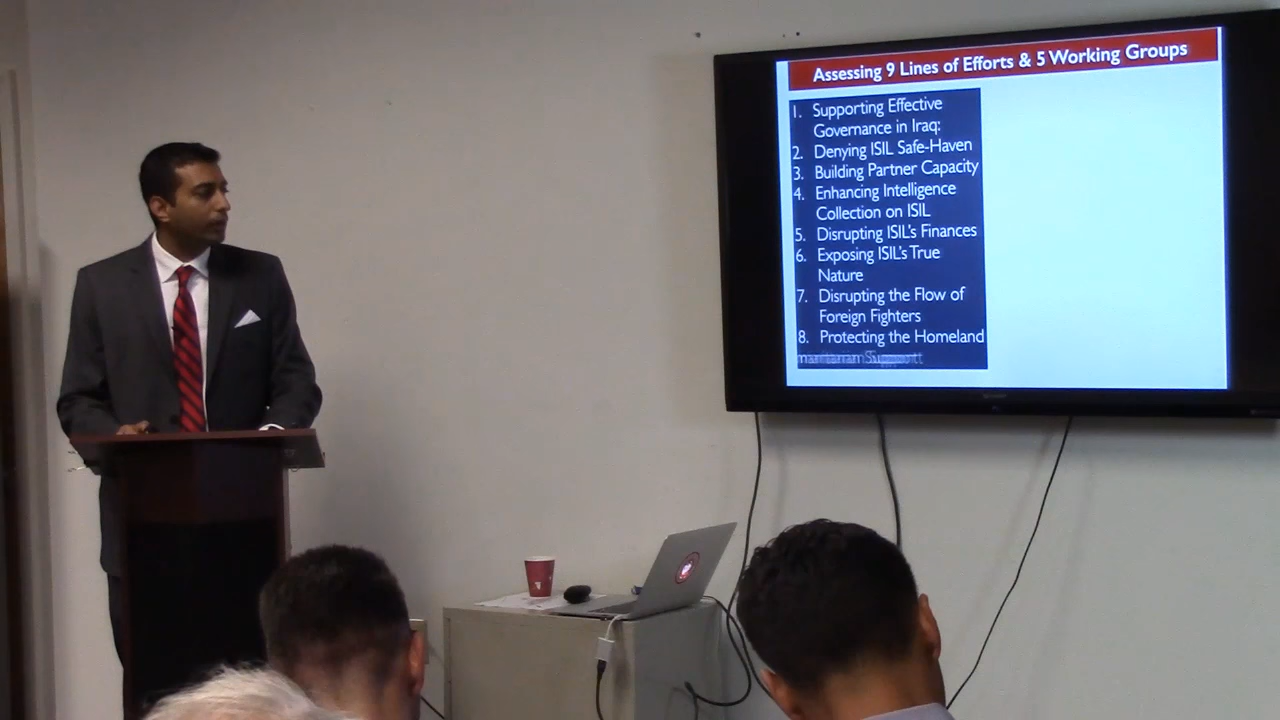 Assessing 9 Lines of Efforts & 5 Working Groups
1. Supporting Effective
Governance in Iraq:
2. Denying ISIL Safe-Haven
3. Building Partner Capacity
4. Enhancing Intelligence
Collection on ISIL
5. Disrupting ISIL's Finances
6. Exposing ISIL's True
Nature
7. Disrupting the Flow of
Foreign Fighters
8. Protecting the Homeland